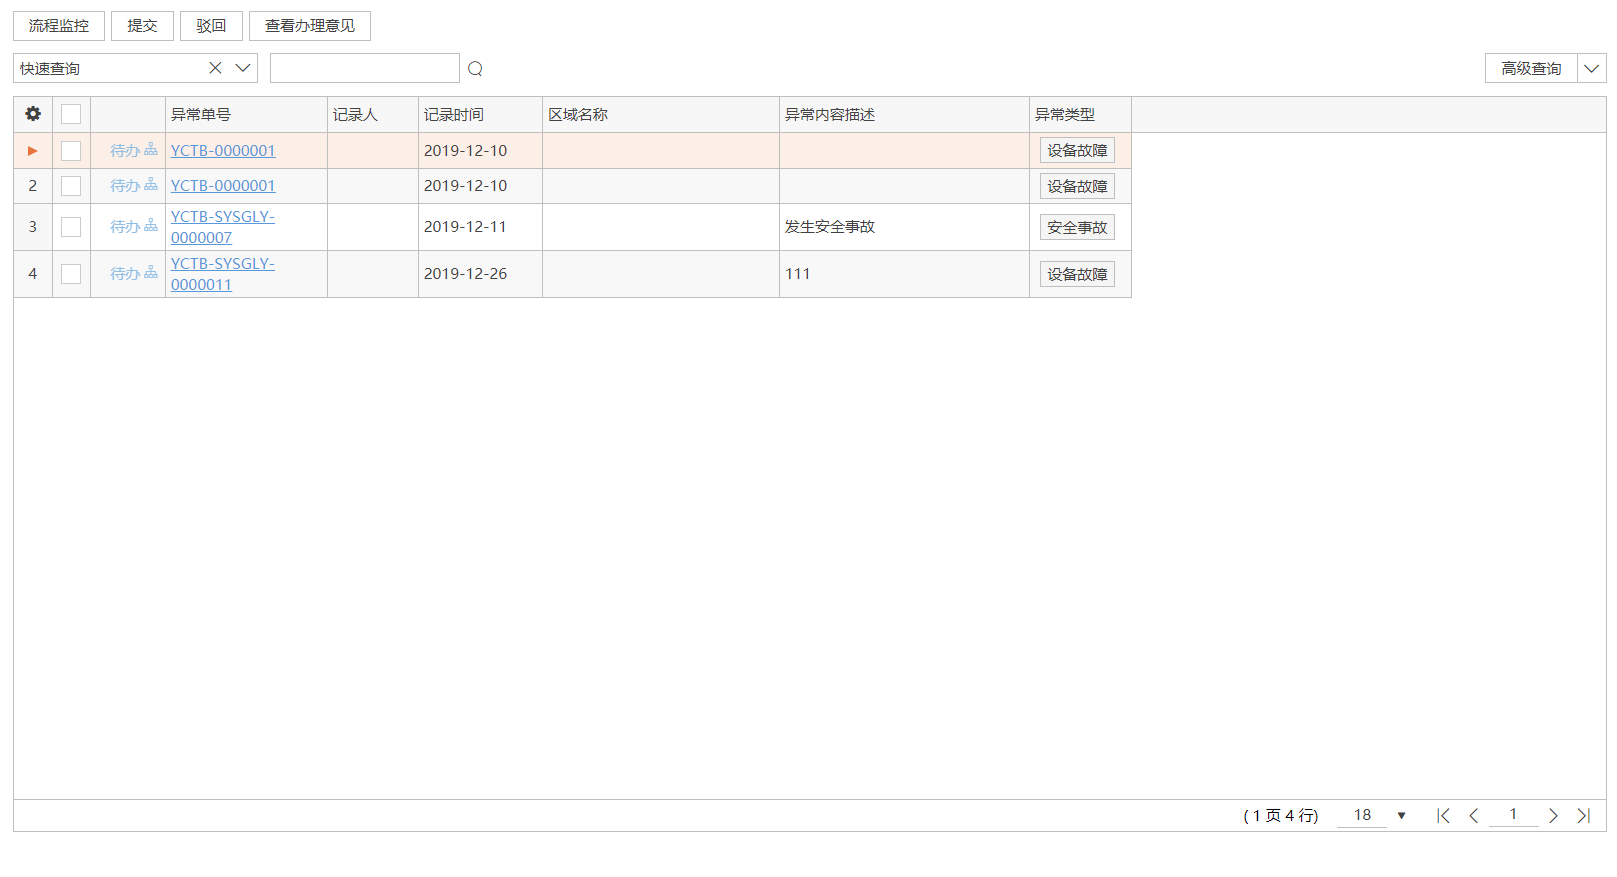 流程监控 提交 驳回 查看办理意见
快速查询 高级查询
异常单号 记录人 记录时间 区域名称 异常内容描述 异常类型
待办 YCTB-0000001 2019-12-10 设备故障
2 待办 YCTB-0000001 2019-12-10 设备故障
3 待办 YCTB-SYSGLY- 2019-12-11 发生安全事故 安全事故
0000007
4 待办 YCTB-SYSGLY- 2019-12-26 111 设备故障
0000011
( 1 页 4 行) 18 1